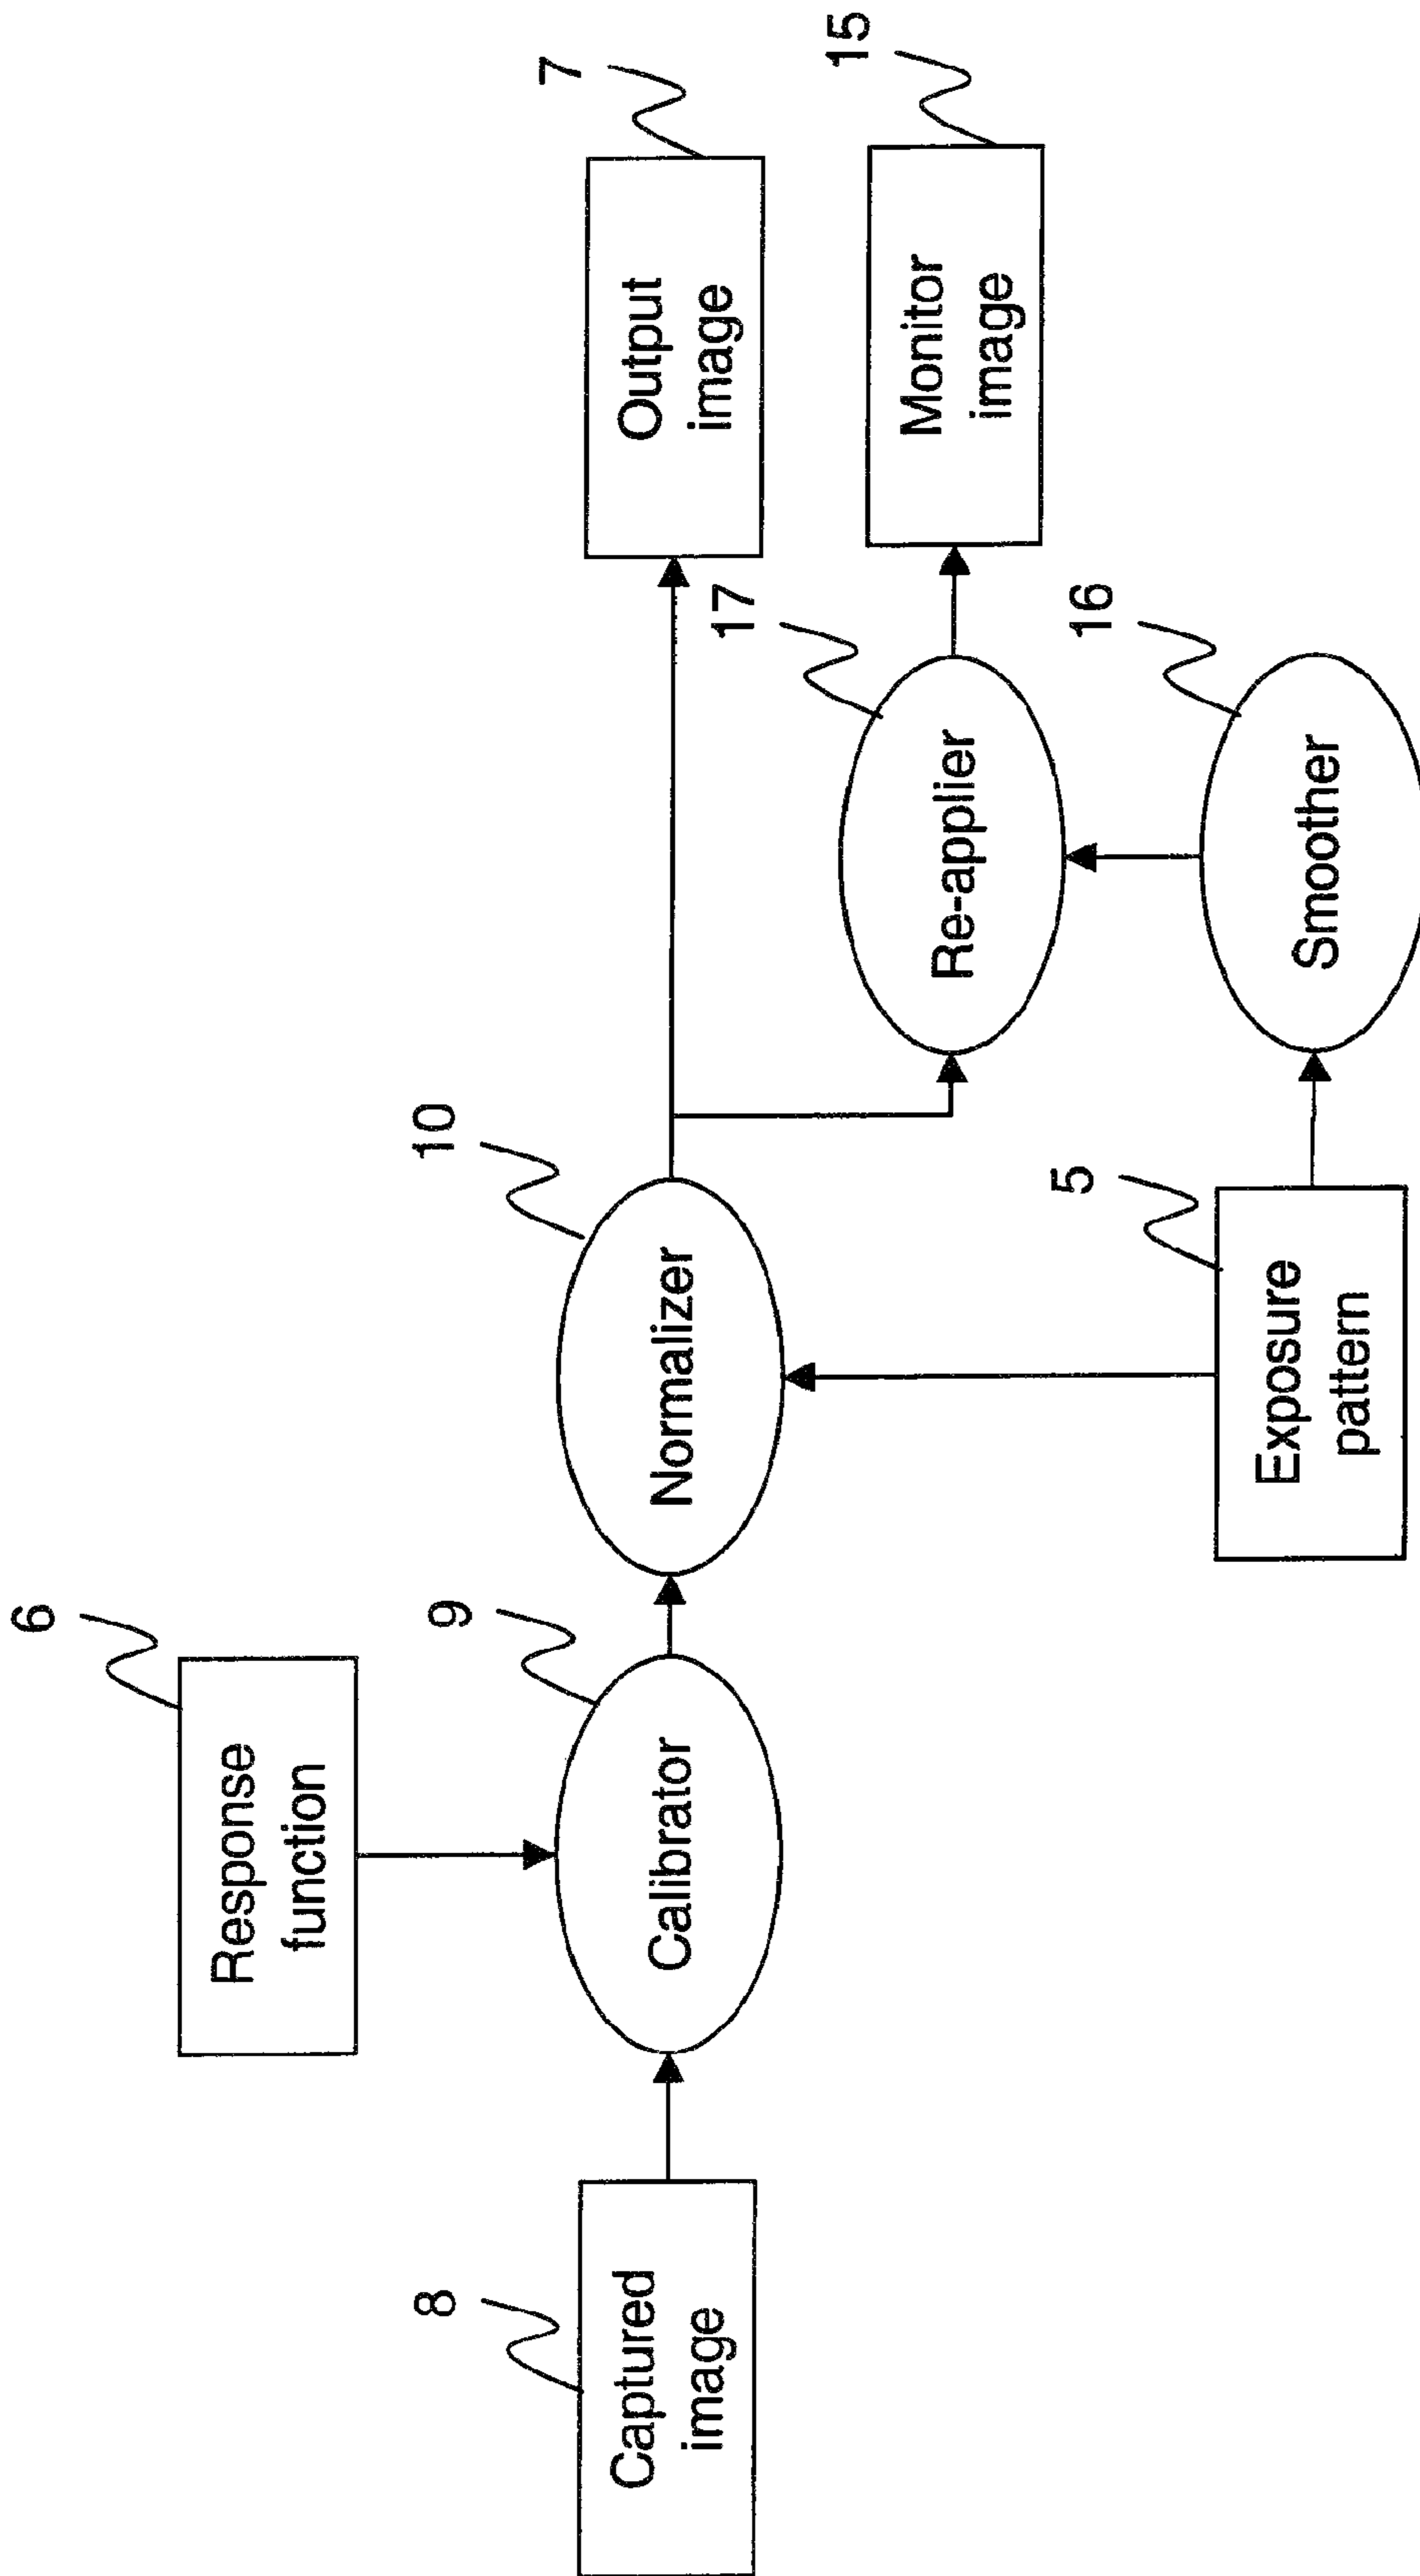 6
Response
function
8
Captured
image
9
Calibrator
10
Normalizer
7
Output
image
17
Re-applier
15
Monitor
image
5
Exposure
pattern
16
Smoother